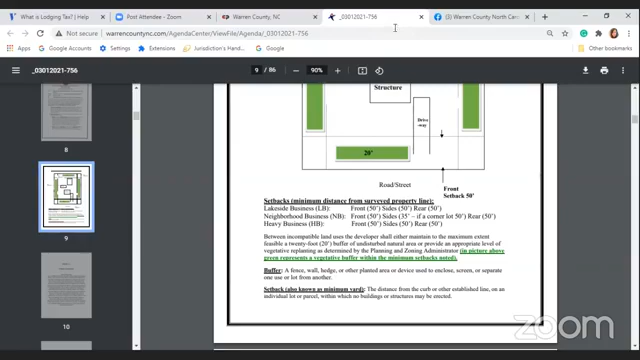 What is Lodging Tax? | Help
Post Attendee - Zoom
Warren County, NC
_03012021-756
(3) Warren County North Car
Not secure | warrencountync.com/AgendaCenter/ViewFile/Agenda/_03012021-756
Apps
Google
Settings
Google Accounts
Jurisdiction's Hand...
Google Docs
Other bookmarks
_03012021-756
9 / 86
90%
8
9
10
Structure
Drive
-way
20'
Road/Street
Front
Setback 50'
Setbacks (minimum distance from surveyed property line):
Lakeside Business (LB): Front (50') Sides (50') Rear (50')
Neighborhood Business (NB): Front (50') Sides (35' – if a corner lot 50') Rear (50')
Heavy Business (HB): Front (50') Sides (50') Rear (50')
Between incompatible land uses the developer shall either maintain to the maximum extent
feasible a twenty-foot (20') buffer of undisturbed natural area or provide an appropriate level of
vegetative replanting as determined by the Planning and Zoning Administrator (in picture above
green represents a vegetative buffer within the minimum setbacks noted).
Buffer: A fence, wall, hedge, or other planted area or device used to enclose, screen, or separate
one use or lot from another.
Setback (also known as minimum yard): The distance from the curb or other established line, on
an individual lot or parcel, within which no buildings or structures may be erected.
zoom